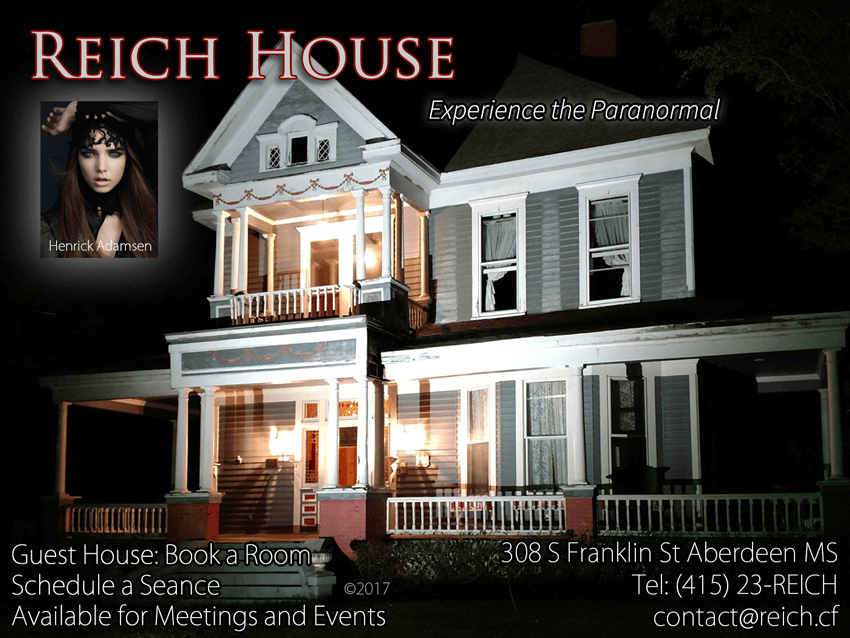 REICH HOUSE
Experience the Paranormal
Henrick Adamsen
Guest House: Book a Room
Schedule a Seance
Available for Meetings and Events
©2017
308 S Franklin St Aberdeen MS
Tel: (415) 23-REICH
contact@reich.cf